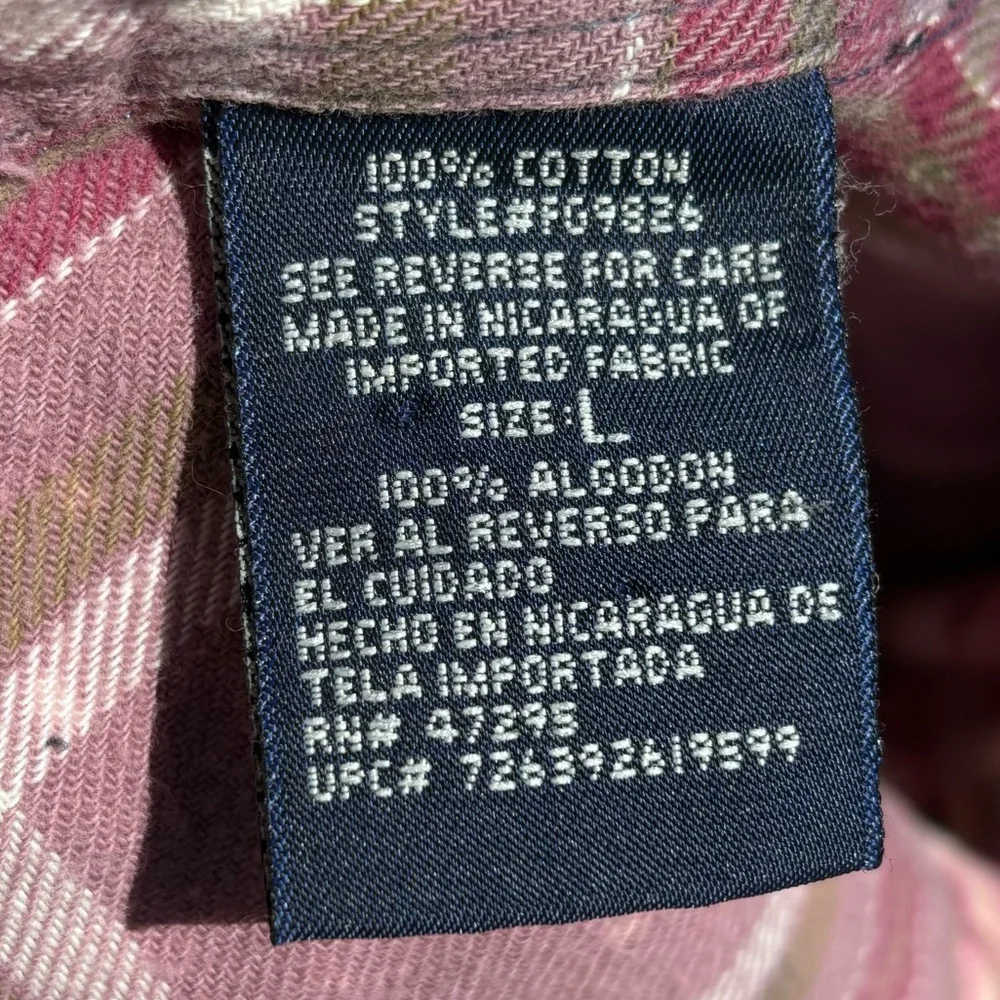 100% COTTON
STYLE#FG9836
SEE REVERSE FOR CARE
MADE IN NICARAGUA OF
IMPORTED FABRIC
SIZE:L
100% ALGODON
VER AL REVERSO PARA
EL CUIDADO
HECHO EN NICARAGUA DE
TELA IMPORTADA
RN# 47295
UPC# 726392619599